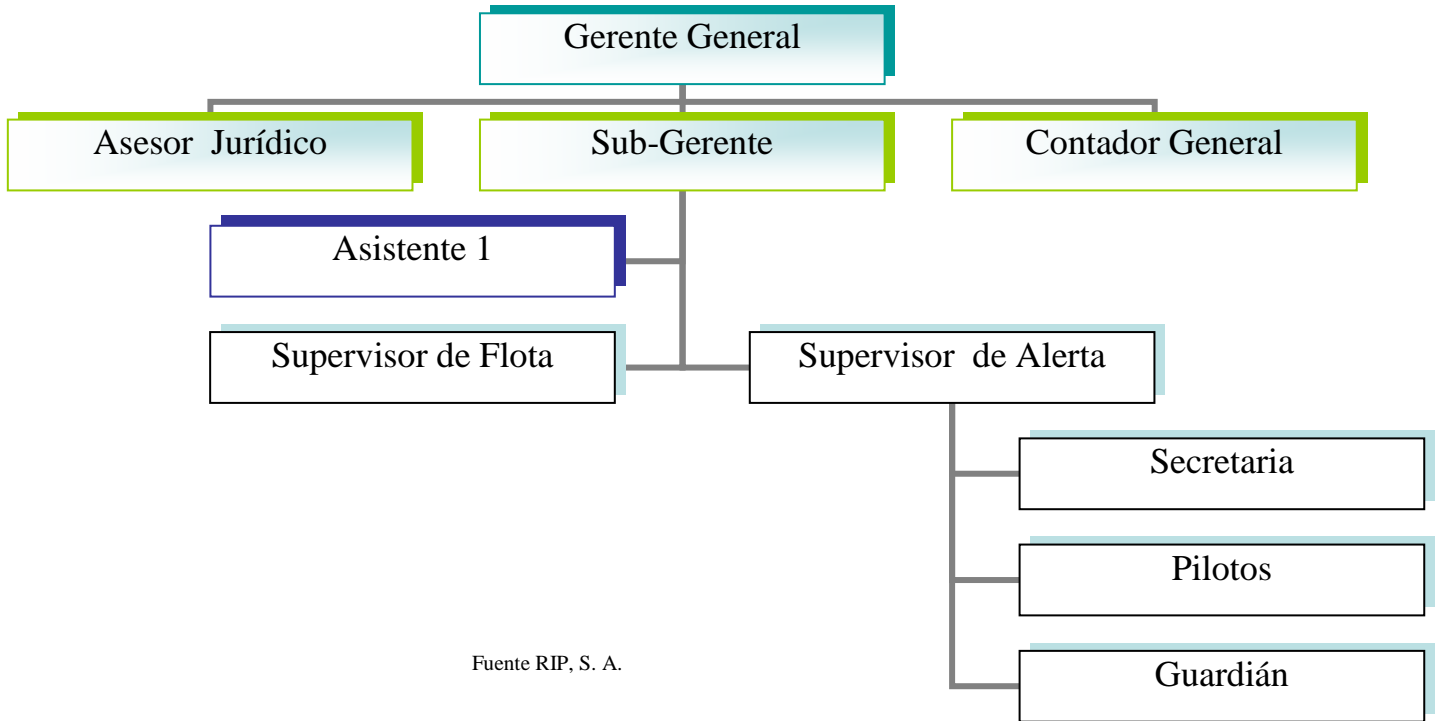 Gerente General
Asesor Jurídico
Sub-Gerente
Contador General
Asistente 1
Supervisor de Flota
Supervisor de Alerta
Secretaria
Pilotos
Guardián
Fuente RIP, S. A.